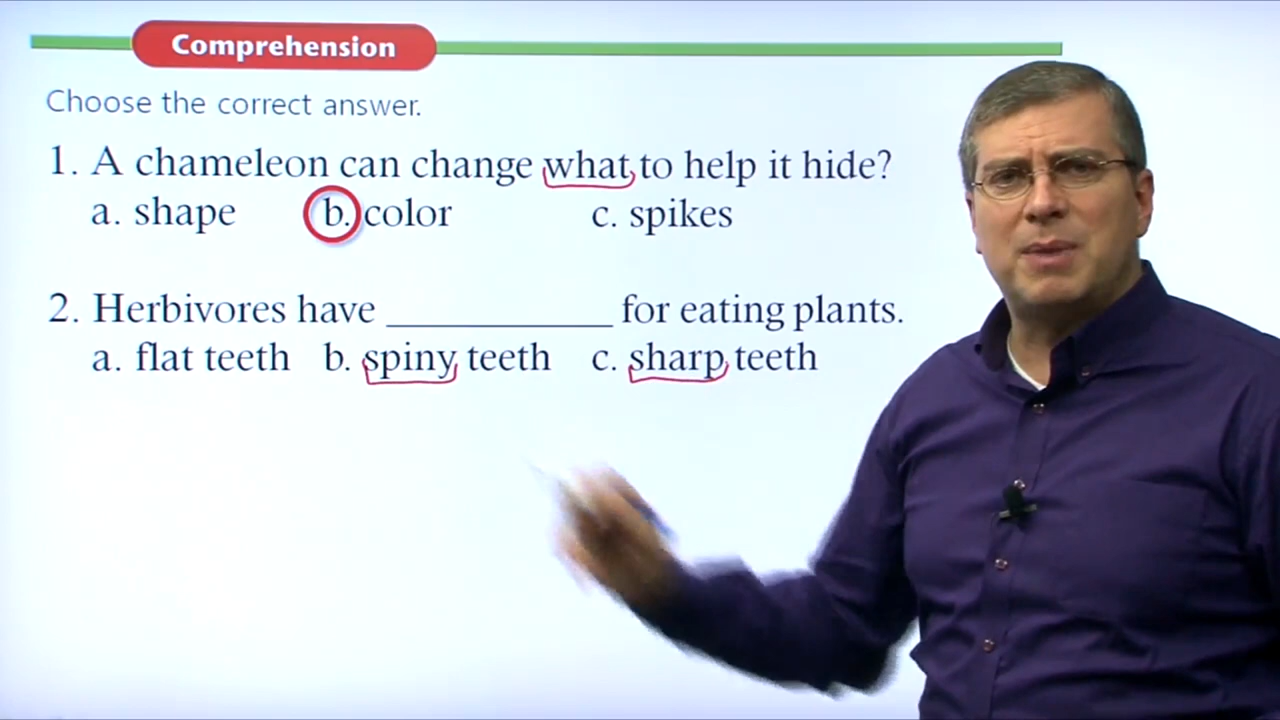 Comprehension
Choose the correct answer.
1. A chameleon can change what to help it hide?
a. shape b. color c. spikes
2. Herbivores have ____________ for eating plants.
a. flat teeth b. spiny teeth c. sharp teeth